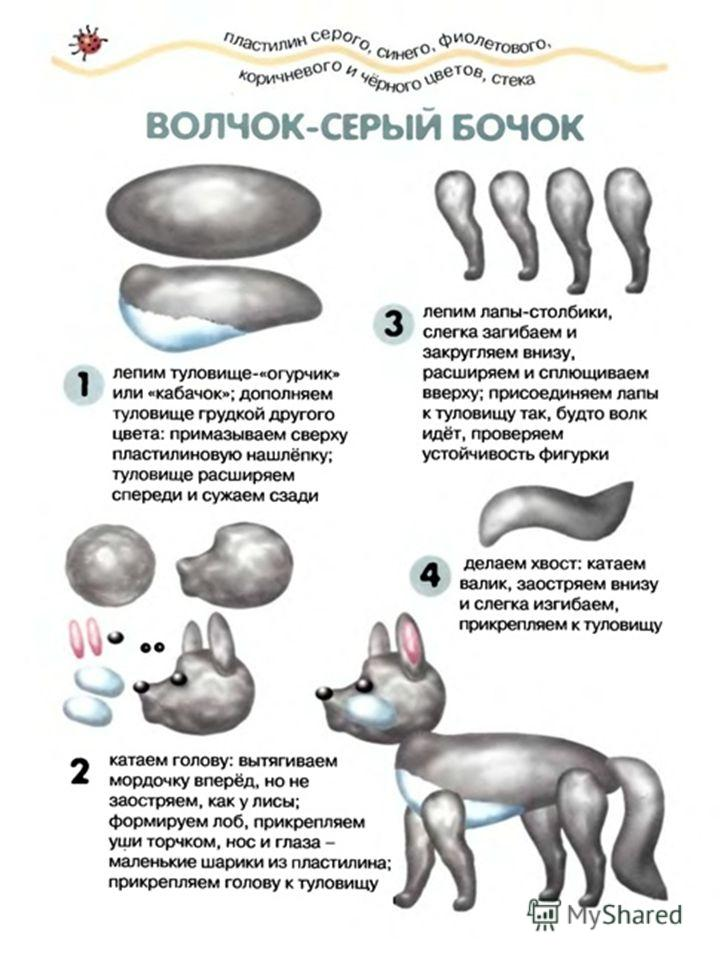 пластилин серого, синего, фиолетового,
коричневого и чёрного цветов, стека
ВОЛЧОК-СЕРЫЙ БОЧОК
1
лепим туловище-«огурчик»
или «кабачок»; дополняем
туловище грудкой другого
цвета: примазываем сверху
пластилиновую нашлёпку;
туловище расширяем
спереди и сужаем сзади
2
катаем голову: вытягиваем
мордочку вперёд, но не
заостряем, как у лисы;
формируем лоб, прикрепляем
уши торчком, нос и глаза –
маленькие шарики из пластилина;
прикрепляем голову к туловищу
3
лепим лапы-столбики,
слегка загибаем и
закругляем внизу,
расширяем и сплющиваем
вверху; присоединяем лапы
к туловищу так, будто волк
идёт, проверяем
устойчивость фигурки
4
делаем хвост: катаем
валик, заостряем внизу
и слегка изгибаем,
прикрепляем к туловищу
MyShared